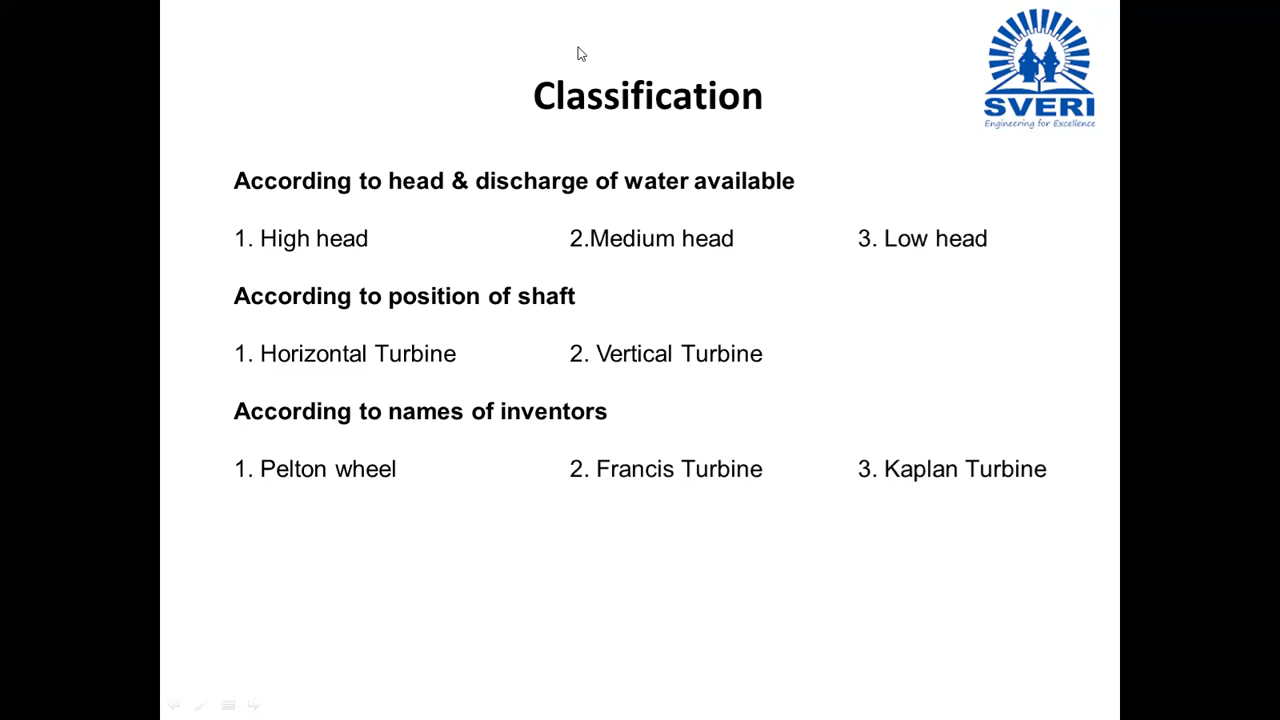 SVERI
Engineering for Excellence
Classification
According to head & discharge of water available
1. High head 2.Medium head 3. Low head
According to position of shaft
1. Horizontal Turbine 2. Vertical Turbine
According to names of inventors
1. Pelton wheel 2. Francis Turbine 3. Kaplan Turbine